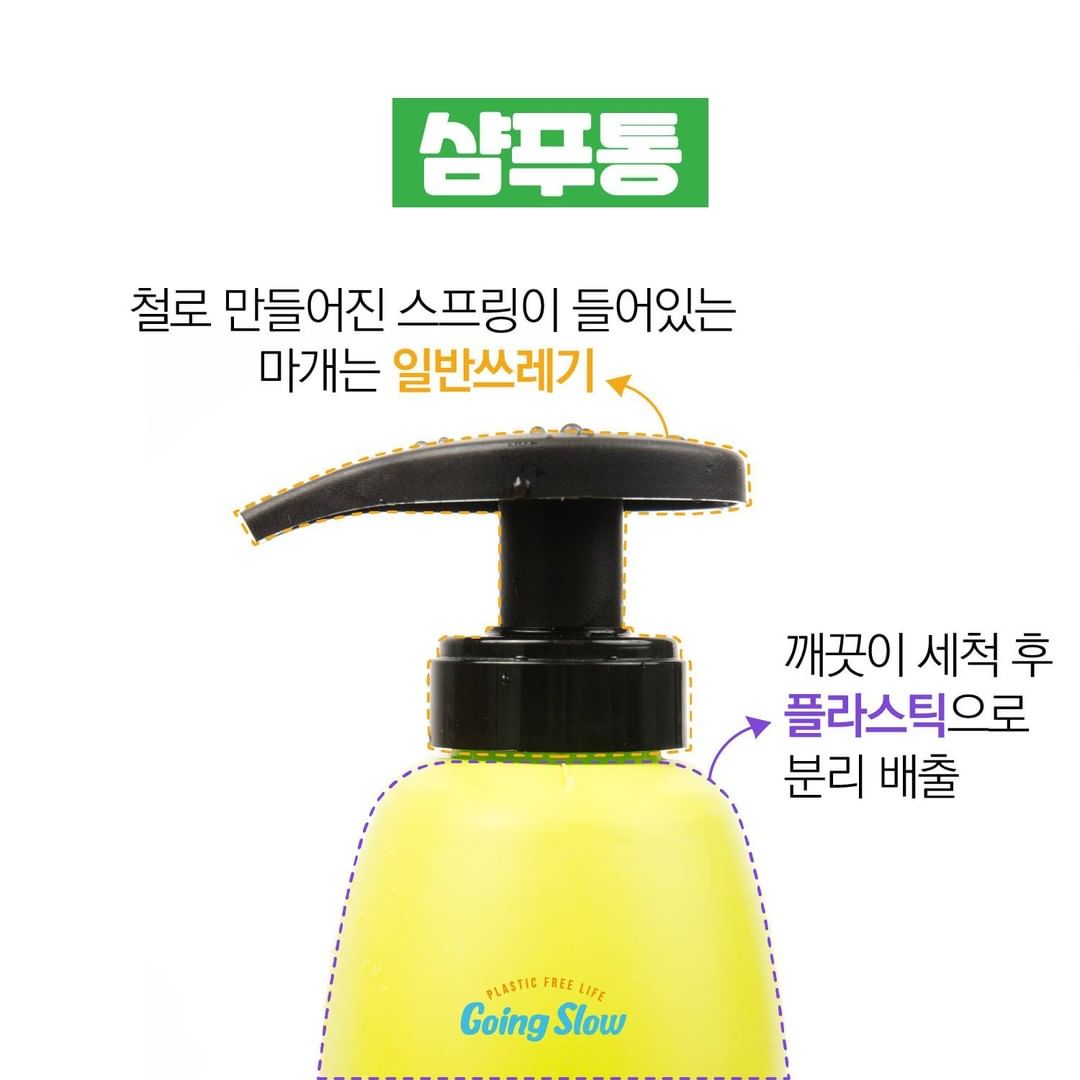 샴푸통
철로 만들어진 스프링이 들어있는
마개는 일반쓰레기
깨끗이 세척 후
플라스틱으로
분리 배출
PLASTIC FREE LIFE
Going Slow